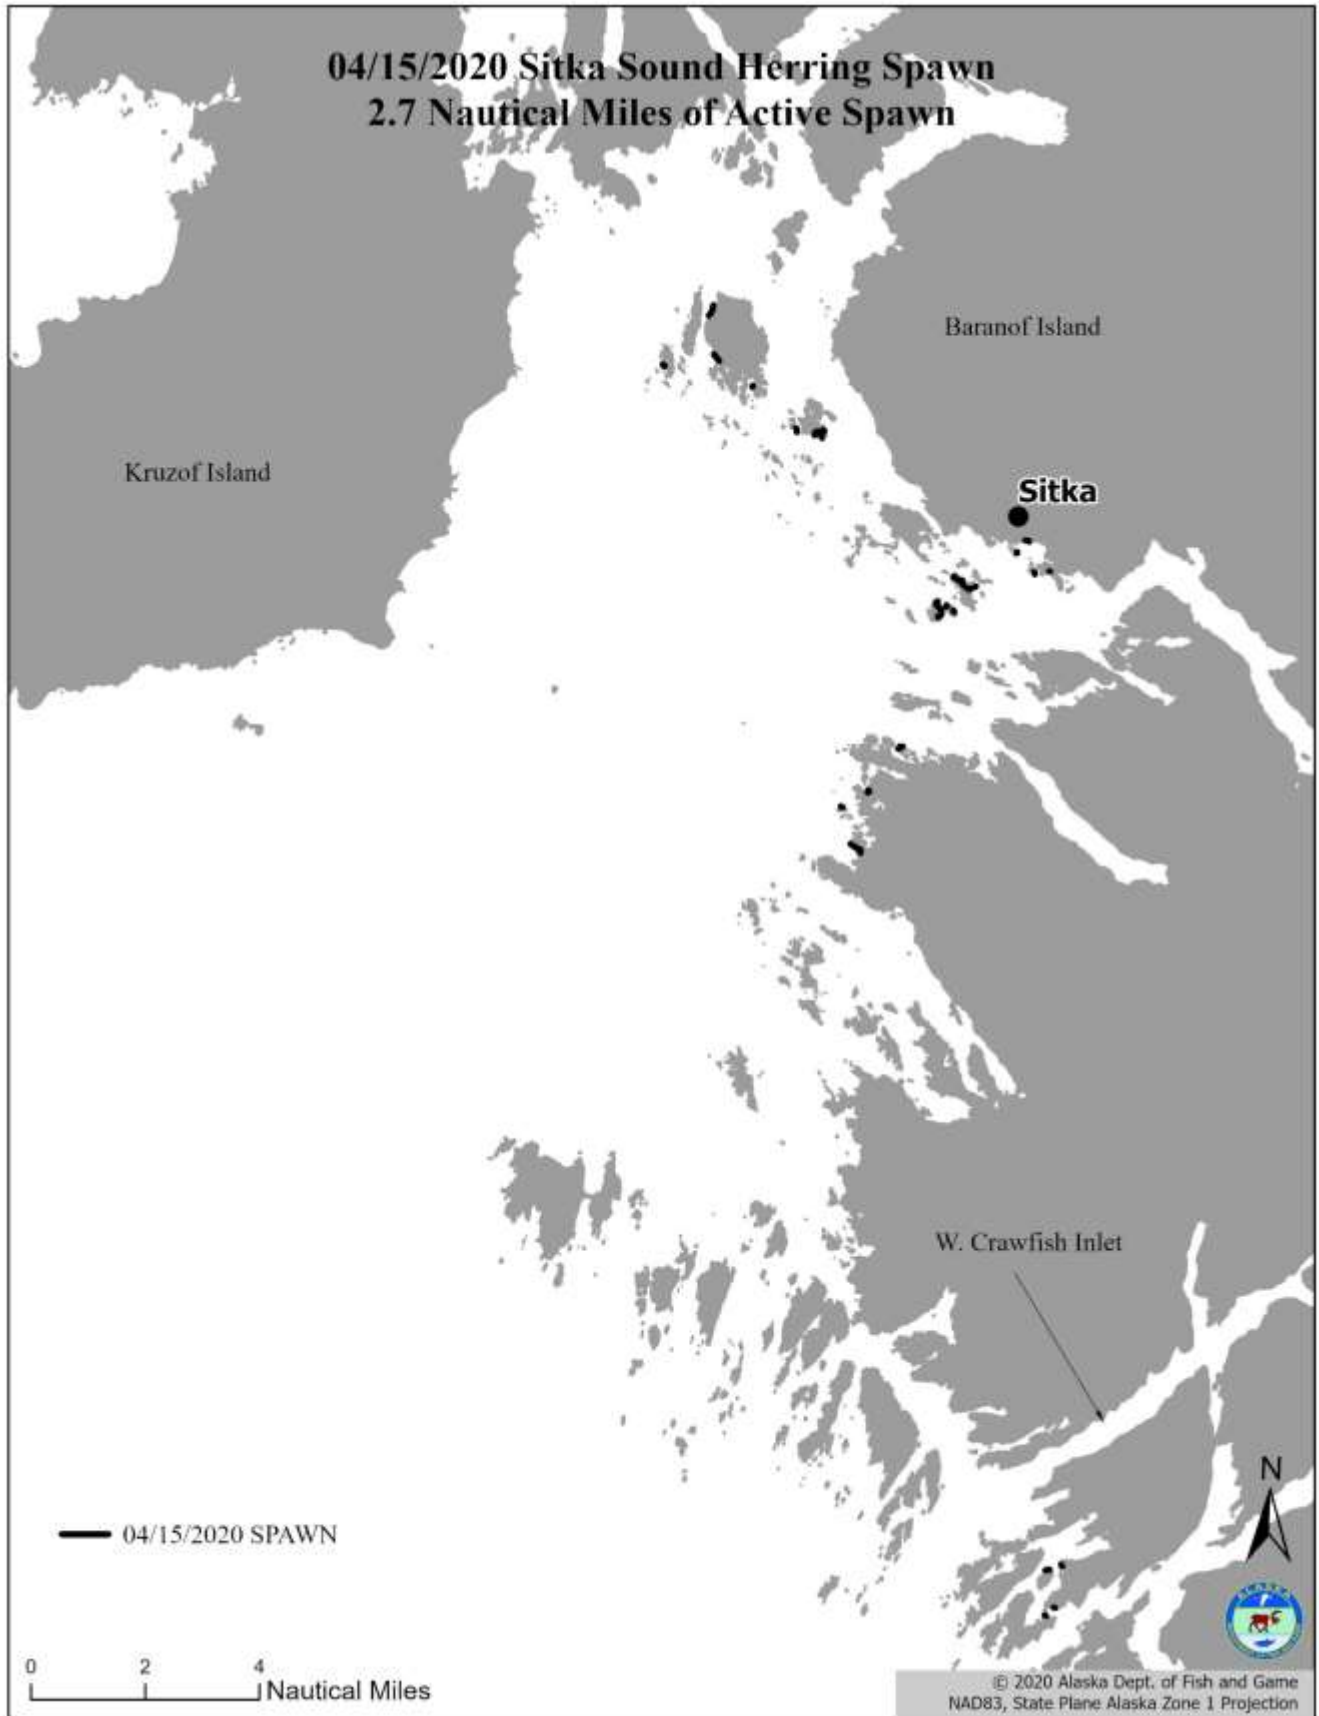 04/15/2020 Sitka Sound Herring Spawn
2.7 Nautical Miles of Active Spawn
Baranof Island
Kruzof Island
Sitka
W. Crawfish Inlet
N
04/15/2020 SPAWN
ALASKA
0 2 4 Nautical Miles
© 2020 Alaska Dept. of Fish and Game
NAD83, State Plane Alaska Zone 1 Projection